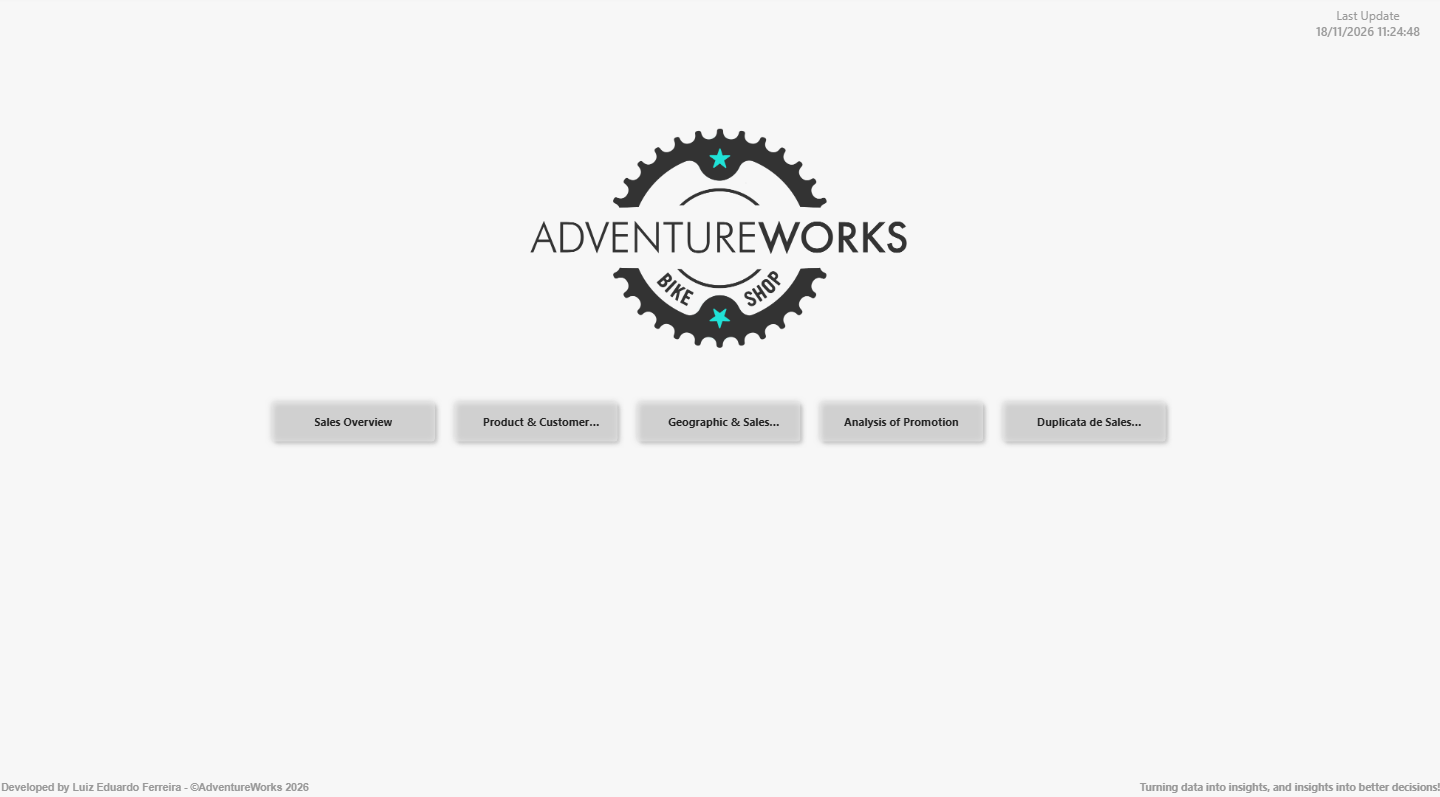 Last Update
18/11/2026 11:24:48
ADVENTUREWORKS
BIKE SHOP
Sales Overview
Product & Customer...
Geographic & Sales...
Analysis of Promotion
Duplicata de Sales...
Developed by Luiz Eduardo Ferreira - ©AdventureWorks 2026
Turning data into insights, and insights into better decisions!